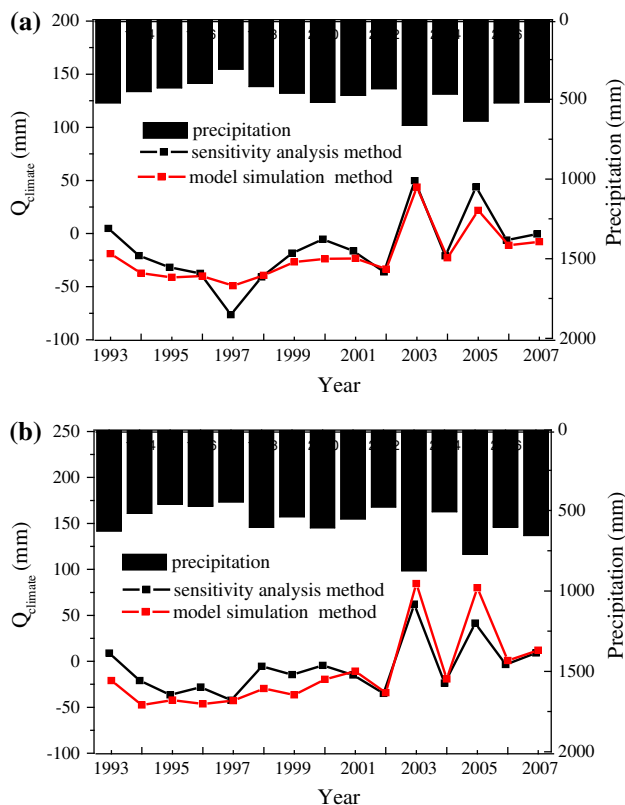 (a)
200
150
100
50
0
-50
-100
Q_climate (mm)
0
500
1000
1500
2000
Precipitation (mm)
precipitation
sensitivity analysis method
model simulation method
1993 1995 1997 1999 2001 2003 2005 2007
Year
(b)
250
200
150
100
50
0
-50
-100
Q_climate (mm)
0
500
1000
1500
2000
Precipitation (mm)
precipitation
sensitivity analysis method
model simulation method
1993 1995 1997 1999 2001 2003 2005 2007
Year